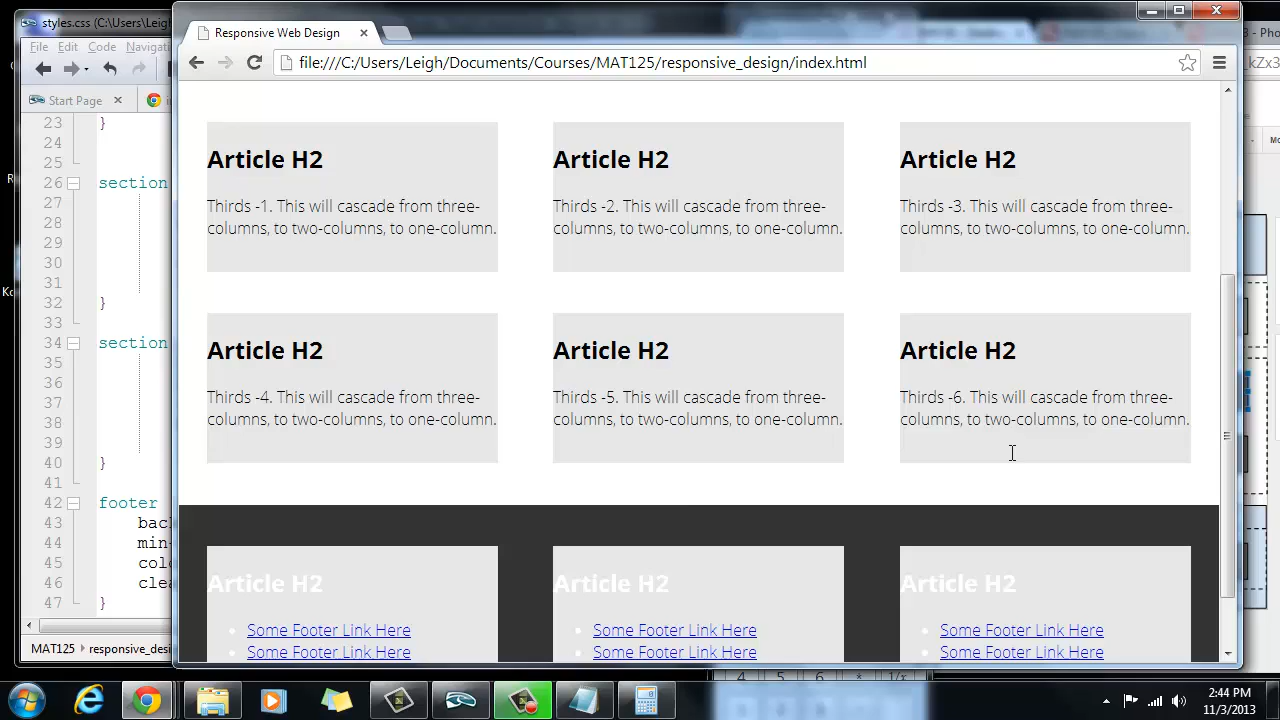 styles.css (C:\Users\Leigh
File Edit Code Navigati
Start Page
Responsive Web Design
file:///C:/Users/Leigh/Documents/Courses/MAT125/responsive_design/index.html
23 }
24
25
26 section
27
28
29
30
31
32 }
33
34 section
35
36
37
38
39
40 }
41
42 footer
43
44
45
46
47 }
MAT125 responsive_desi
Article H2
Thirds -1. This will cascade from three-
columns, to two-columns, to one-column.
Article H2
Thirds -2. This will cascade from three-
columns, to two-columns, to one-column.
Article H2
Thirds -3. This will cascade from three-
columns, to two-columns, to one-column.
Article H2
Thirds -4. This will cascade from three-
columns, to two-columns, to one-column.
Article H2
Thirds -5. This will cascade from three-
columns, to two-columns, to one-column.
Article H2
Thirds -6. This will cascade from three-
columns, to two-columns, to one-column.
Article H2
Some Footer Link Here
Some Footer Link Here
Article H2
Some Footer Link Here
Some Footer Link Here
Article H2
Some Footer Link Here
Some Footer Link Here
4 5 6 * 1/x
2:44 PM
11/3/2013